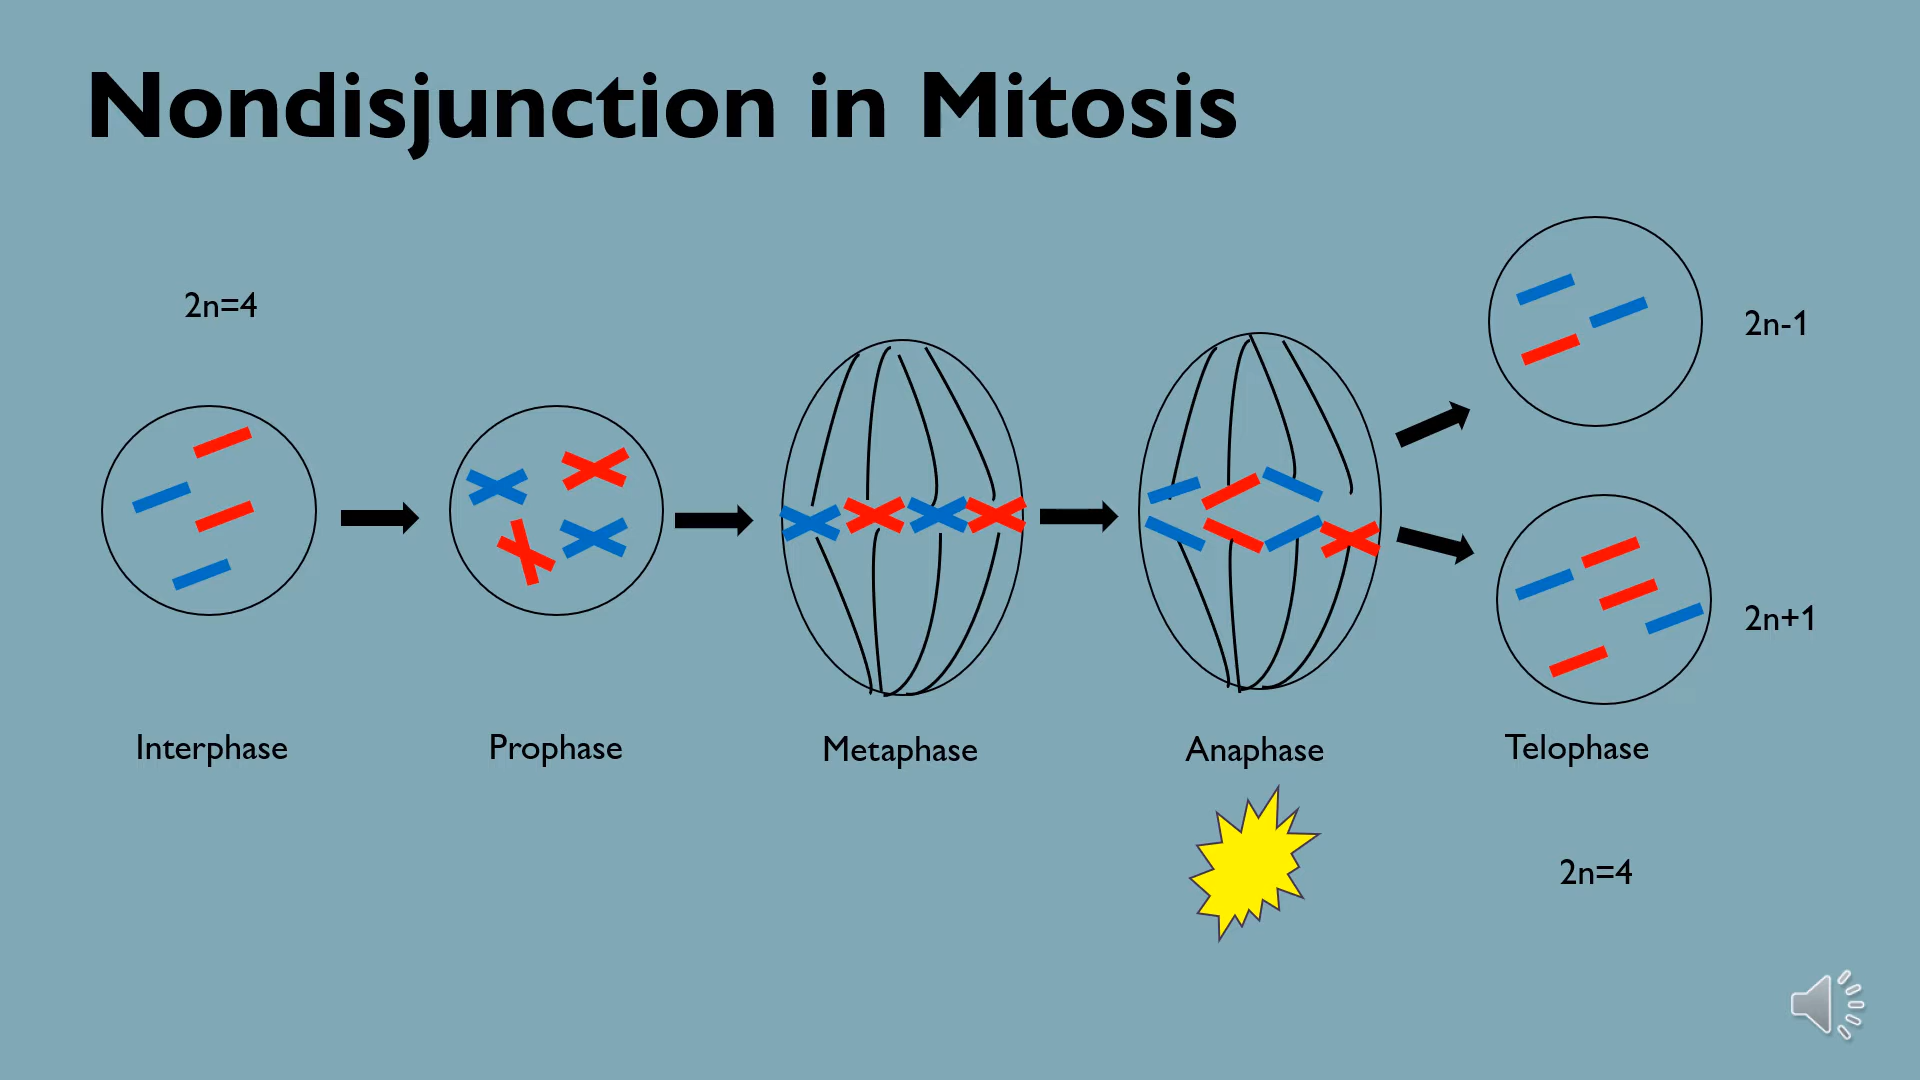 Nondisjunction in Mitosis
2n=4
2n-1
2n+1
Interphase
Prophase
Metaphase
Anaphase
Telophase
2n=4